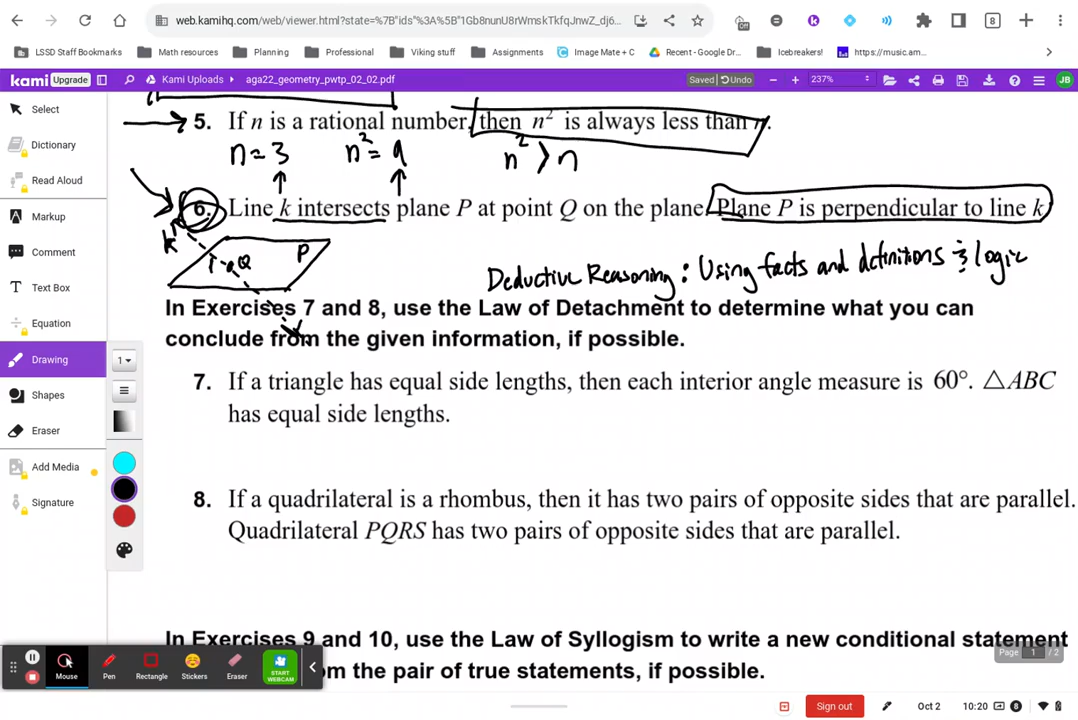 web.kamihq.com/web/viewer.html?state=%7B"ids"%3A%5B"1Gb8nunU8rWmskTkfqJnwZ_dj6...
8
LSSD Staff Bookmarks Math resources Planning Professional Viking stuff Assignments Image Mate + C Recent - Google Dr... Icebreakers! https://music.am...
kami Upgrade Kami Uploads aga22_geometry_pwtp_02_02.pdf Saved Undo 237% JB
Select
Dictionary
Read Aloud
Markup
Comment
Text Box
Equation
Drawing 1
Shapes
Eraser
Add Media
Signature
5. If n is a rational number, then n² is always less than n.
n = 3 n² = 9 n² > n
6. Line k intersects plane P at point Q on the plane. Plane P is perpendicular to line k.
k Q P
Deductive Reasoning: Using facts and definitions & logic
In Exercises 7 and 8, use the Law of Detachment to determine what you can
conclude from the given information, if possible.
7. If a triangle has equal side lengths, then each interior angle measure is 60°. △ABC
has equal side lengths.
8. If a quadrilateral is a rhombus, then it has two pairs of opposite sides that are parallel.
Quadrilateral PQRS has two pairs of opposite sides that are parallel.
In Exercises 9 and 10, use the Law of Syllogism to write a new conditional statement
om the pair of true statements, if possible.
Page 1 / 2
Mouse Pen Rectangle Stickers Eraser START WEBCAM
Sign out Oct 2 10:20 8